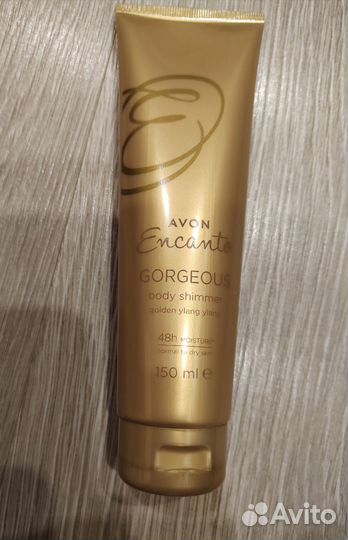 AVON
Encanto
GORGEOUS
body shimmer
golden ylang ylang
48h MOISTURE*
normal to dry skin
150 ml e
Avito